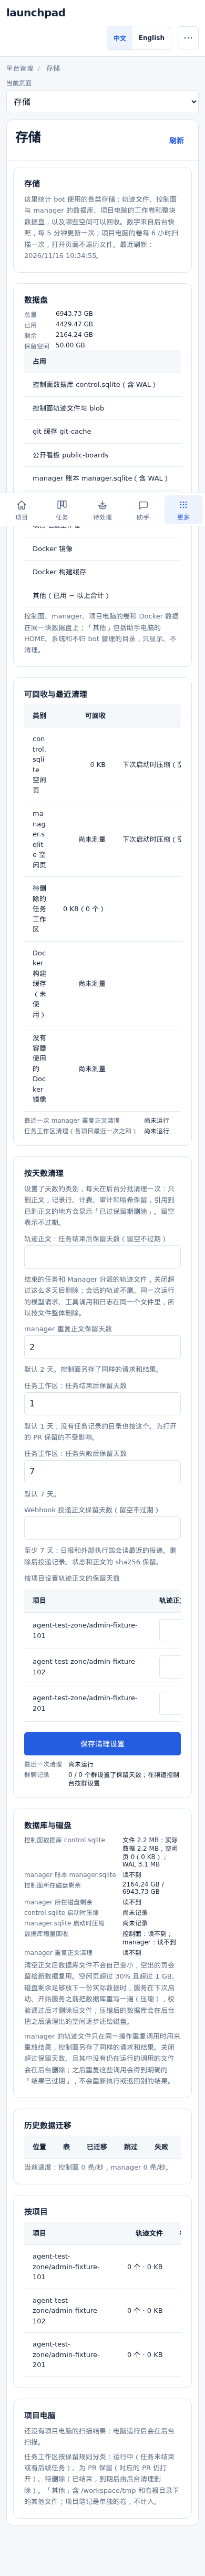 launchpad
中文 English ···
平台管理 / 存储
当前页面
存储
存储
刷新
存储
这里统计 bot 使用的各类存储：轨迹文件、控制面
与 manager 的数据库、项目电脑的工作卷和整块
数据盘，以及哪些空间可以回收。数字来自后台快
照，每 5 分钟更新一次；项目电脑的卷每 6 小时扫
描一次，打开页面不遍历文件。最近刷新：
2026/11/16 10:34:55。
数据盘
总量 6943.73 GB
已用 4429.47 GB
剩余 2164.24 GB
保留空间 50.00 GB
占用
控制面数据库 control.sqlite（含 WAL）
控制面轨迹文件与 blob
git 缓存 git-cache
公开看板 public-boards
manager 账本 manager.sqlite（含 WAL）
项目 任务 待处理 助手 更多
Docker 镜像
Docker 构建缓存
其他（已用 − 以上合计）
控制面、manager、项目电脑的卷和 Docker 数据
在同一块数据盘上；「其他」包括助手电脑的
HOME、系统和不归 bot 管理的目录，只显示、不
清理。
可回收与最近清理
类别 可回收
con
trol.
sqli
te
空闲
页
0 KB 下次启动时压缩（空
ma
nag
er.s
qlit
e 空
闲页
尚未测量 下次启动时压缩（空
待删
除的
任务
工作
区
0 KB（0 个）
Doc
ker
构建
缓存
（未
使
用）
尚未测量
没有
容器
使用
的
Doc
ker
镜像
尚未测量
最近一次 manager 重复正文清理 尚未运行
任务工作区清理（各项目最近一次之和） 尚未运行
按天数清理
设置了天数的类别，每天在后台分批清理一次：只
删正文，记录行、计费、审计和哈希保留，引用到
已删正文的地方会显示「已过保留期删除」。留空
表示不过期。
轨迹正文：任务结束后保留天数（留空不过期）
结束的任务和 Manager 分派的轨迹文件，关闭超
过这么多天后删除；会话的轨迹不删。同一次运行
的模型请求、工具调用和日志在同一个文件里，所
以按文件整体删除。
manager 重复正文保留天数
2
默认 2 天。控制面另存了同样的请求和结果。
任务工作区：任务结束后保留天数
1
默认 1 天；没有任务记录的目录也按这个。为打开
的 PR 保留的不受影响。
任务工作区：任务失败后保留天数
7
默认 7 天。
Webhook 投递正文保留天数（留空不过期）
至少 7 天：日报和外部执行端会读最近的投递。删
除后投递记录、状态和正文的 sha256 保留。
按项目设置轨迹正文的保留天数
项目 轨迹正文
agent-test-zone/admin-fixture-
101
agent-test-zone/admin-fixture-
102
agent-test-zone/admin-fixture-
201
保存清理设置
最近一次清理 尚未运行
群聊记录 0 / 0 个群设置了保留天数；在频道控制
台按群设置
数据库与磁盘
控制面数据库 control.sqlite 文件 2.2 MB：实际
数据 2.2 MB，空闲
页 0（0 KB）；
WAL 3.1 MB
manager 账本 manager.sqlite 读不到
控制面所在磁盘剩余 2164.24 GB /
6943.73 GB
manager 所在磁盘剩余 读不到
control.sqlite 启动时压缩 尚未记录
manager.sqlite 启动时压缩 尚未记录
数据库增量回收 控制面：读不到；
manager：读不到
manager 重复正文清理 读不到
清空正文后数据库文件不会自己变小，空出的页会
留给新数据复用。空闲页超过 30% 且超过 1 GB、
磁盘剩余足够放下一份实际数据时，服务在下次启
动、开始服务之前把数据库重写一遍（压缩），校
验通过后才删除旧文件；压缩后的数据库会在后台
把之后清理出的空间逐步还给磁盘。
manager 的轨迹文件只在同一操作重复调用时用来
重放结果，控制面另存了同样的请求和结果。关闭
超过保留天数、且其中没有仍在运行的调用的文件
会在后台删除；之后重复这些调用会得到明确的
「结果已过期」，不会重新执行或返回别的结果。
历史数据迁移
位置 表 已迁移 跳过 失败
当前速度：控制面 0 条/秒，manager 0 条/秒。
按项目
项目 轨迹文件
agent-test-
zone/admin-fixture-
101
0 个 · 0 KB
agent-test-
zone/admin-fixture-
102
0 个 · 0 KB
agent-test-
zone/admin-fixture-
201
0 个 · 0 KB
项目电脑
还没有项目电脑的扫描结果：电脑运行后会在后台
扫描。
任务工作区按保留规则分类：运行中（任务未结束
或有后续任务）、为 PR 保留（对应的 PR 仍打
开）、待删除（已结束，到期后由后台清理删
除）。「其他」含 /workspace/tmp 和卷根目录下
的其他文件；项目笔记是单独的卷，不计入。